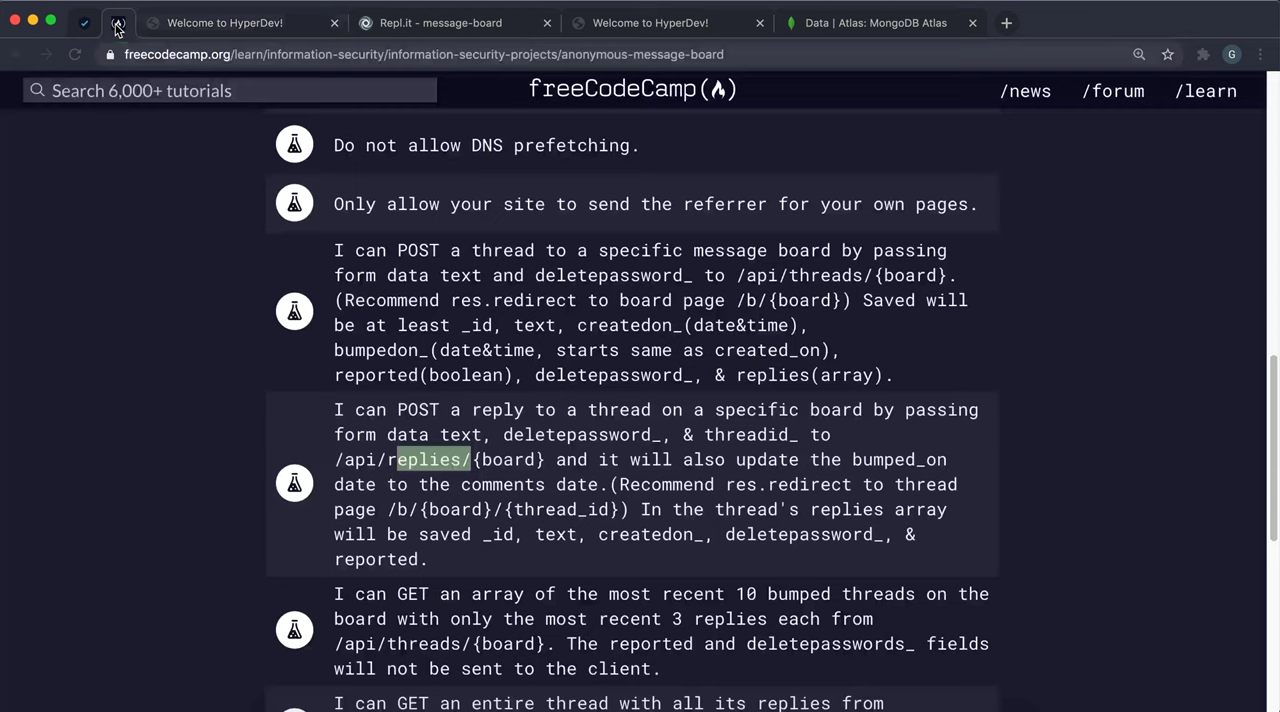 Welcome to HyperDev!
Repl.it - message-board
Welcome to HyperDev!
Data | Atlas: MongoDB Atlas
freecodecamp.org/learn/information-security/information-security-projects/anonymous-message-board
G
Search 6,000+ tutorials
freeCodeCamp
/news
/forum
/learn
Do not allow DNS prefetching.
Only allow your site to send the referrer for your own pages.
I can POST a thread to a specific message board by passing
form data text and deletepassword_ to /api/threads/{board}.
(Recommend res.redirect to board page /b/{board}) Saved will
be at least _id, text, createdon_(date&time),
bumpedon_(date&time, starts same as created_on),
reported(boolean), deletepassword_, & replies(array).
I can POST a reply to a thread on a specific board by passing
form data text, deletepassword_, & threadid_ to
/api/replies/{board} and it will also update the bumped_on
date to the comments date.(Recommend res.redirect to thread
page /b/{board}/{thread_id}) In the thread's replies array
will be saved _id, text, createdon_, deletepassword_, &
reported.
I can GET an array of the most recent 10 bumped threads on the
board with only the most recent 3 replies each from
/api/threads/{board}. The reported and deletepasswords_ fields
will not be sent to the client.
I can GET an entire thread with all its replies from